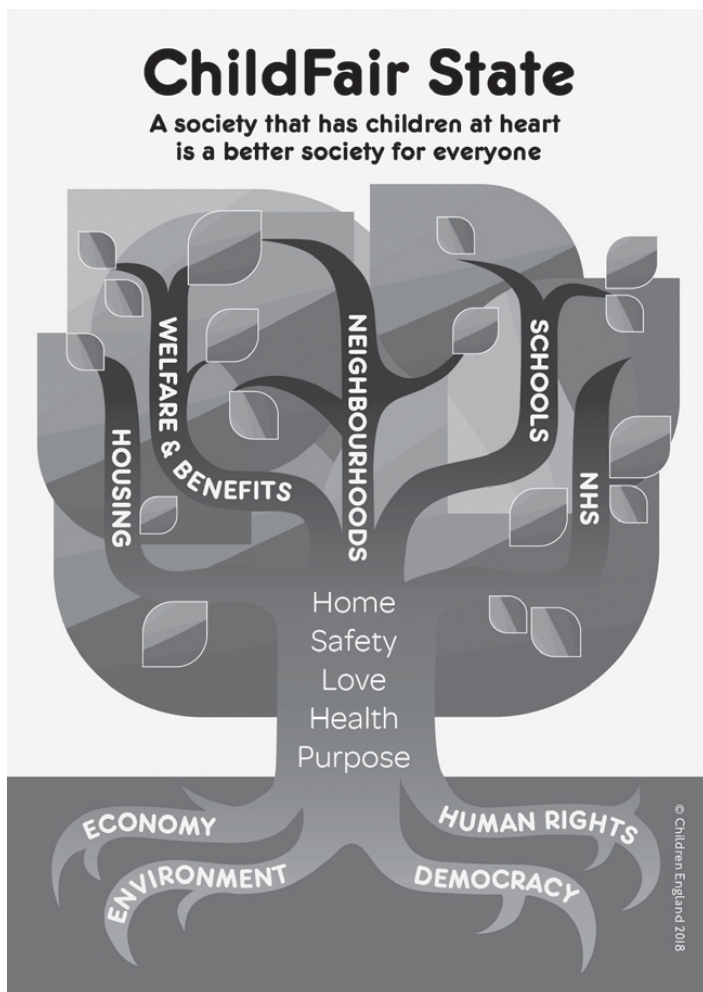 ChildFair State
A society that has children at heart
is a better society for everyone
HOUSING
WELFARE & BENEFITS
NEIGHBOURHOODS
SCHOOLS
NHS
Home
Safety
Love
Health
Purpose
ECONOMY
ENVIRONMENT
HUMAN RIGHTS
DEMOCRACY
© Children England 2018